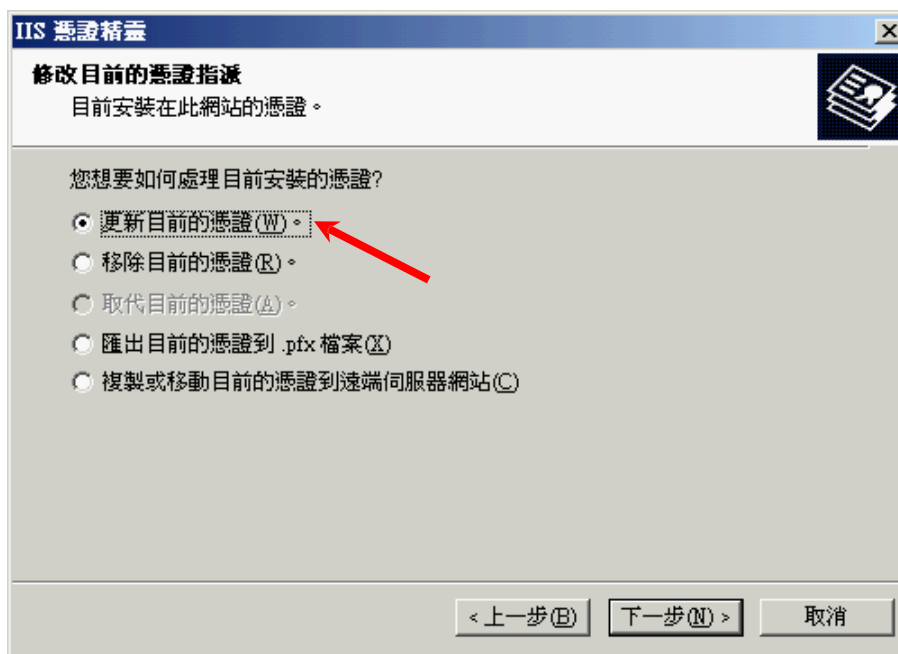 IIS 憑證精靈
修改目前的憑證指派
目前安裝在此網站的憑證。
您想要如何處理目前安裝的憑證?
更新目前的憑證(W)。
移除目前的憑證(R)。
取代目前的憑證(A)。
匯出目前的憑證到 .pfx 檔案(X)
複製或移動目前的憑證到遠端伺服器網站(C)
<上一步(B) 下一步(N)> 取消